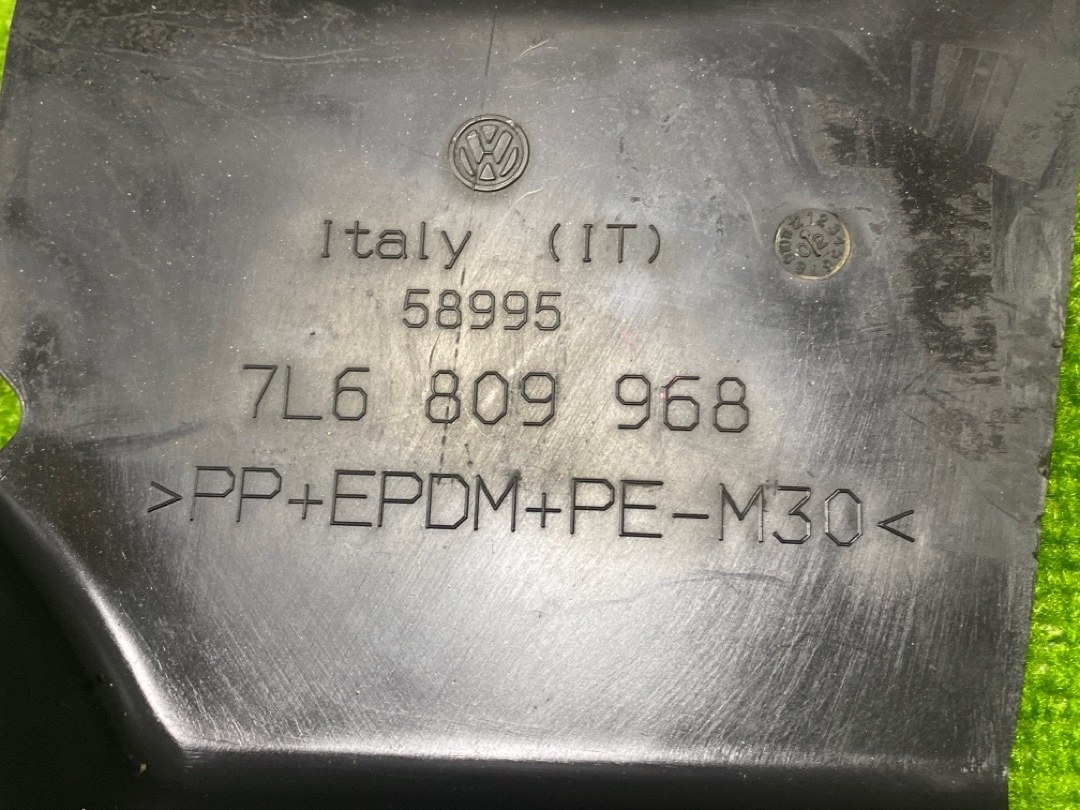 Italy (IT)
58995
7L6 809 968
>PP+EPDM+PE-M30<